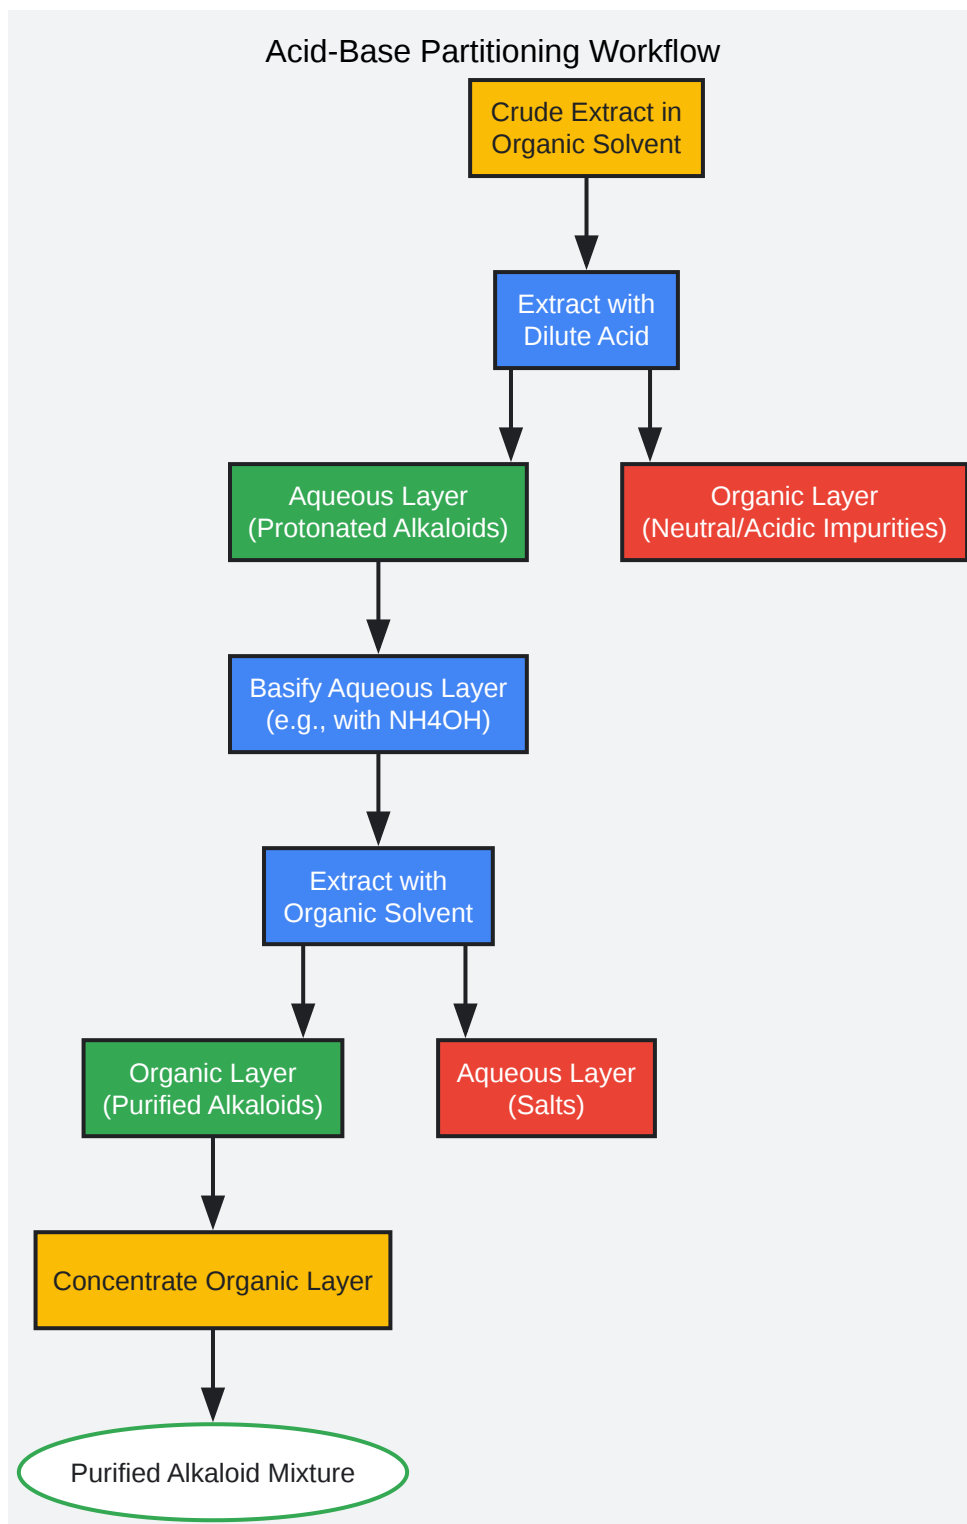 Acid-Base Partitioning Workflow
Crude Extract in
Organic Solvent
Extract with
Dilute Acid
Aqueous Layer
(Protonated Alkaloids)
Organic Layer
(Neutral/Acidic Impurities)
Basify Aqueous Layer
(e.g., with NH4OH)
Extract with
Organic Solvent
Organic Layer
(Purified Alkaloids)
Aqueous Layer
(Salts)
Concentrate Organic Layer
Purified Alkaloid Mixture